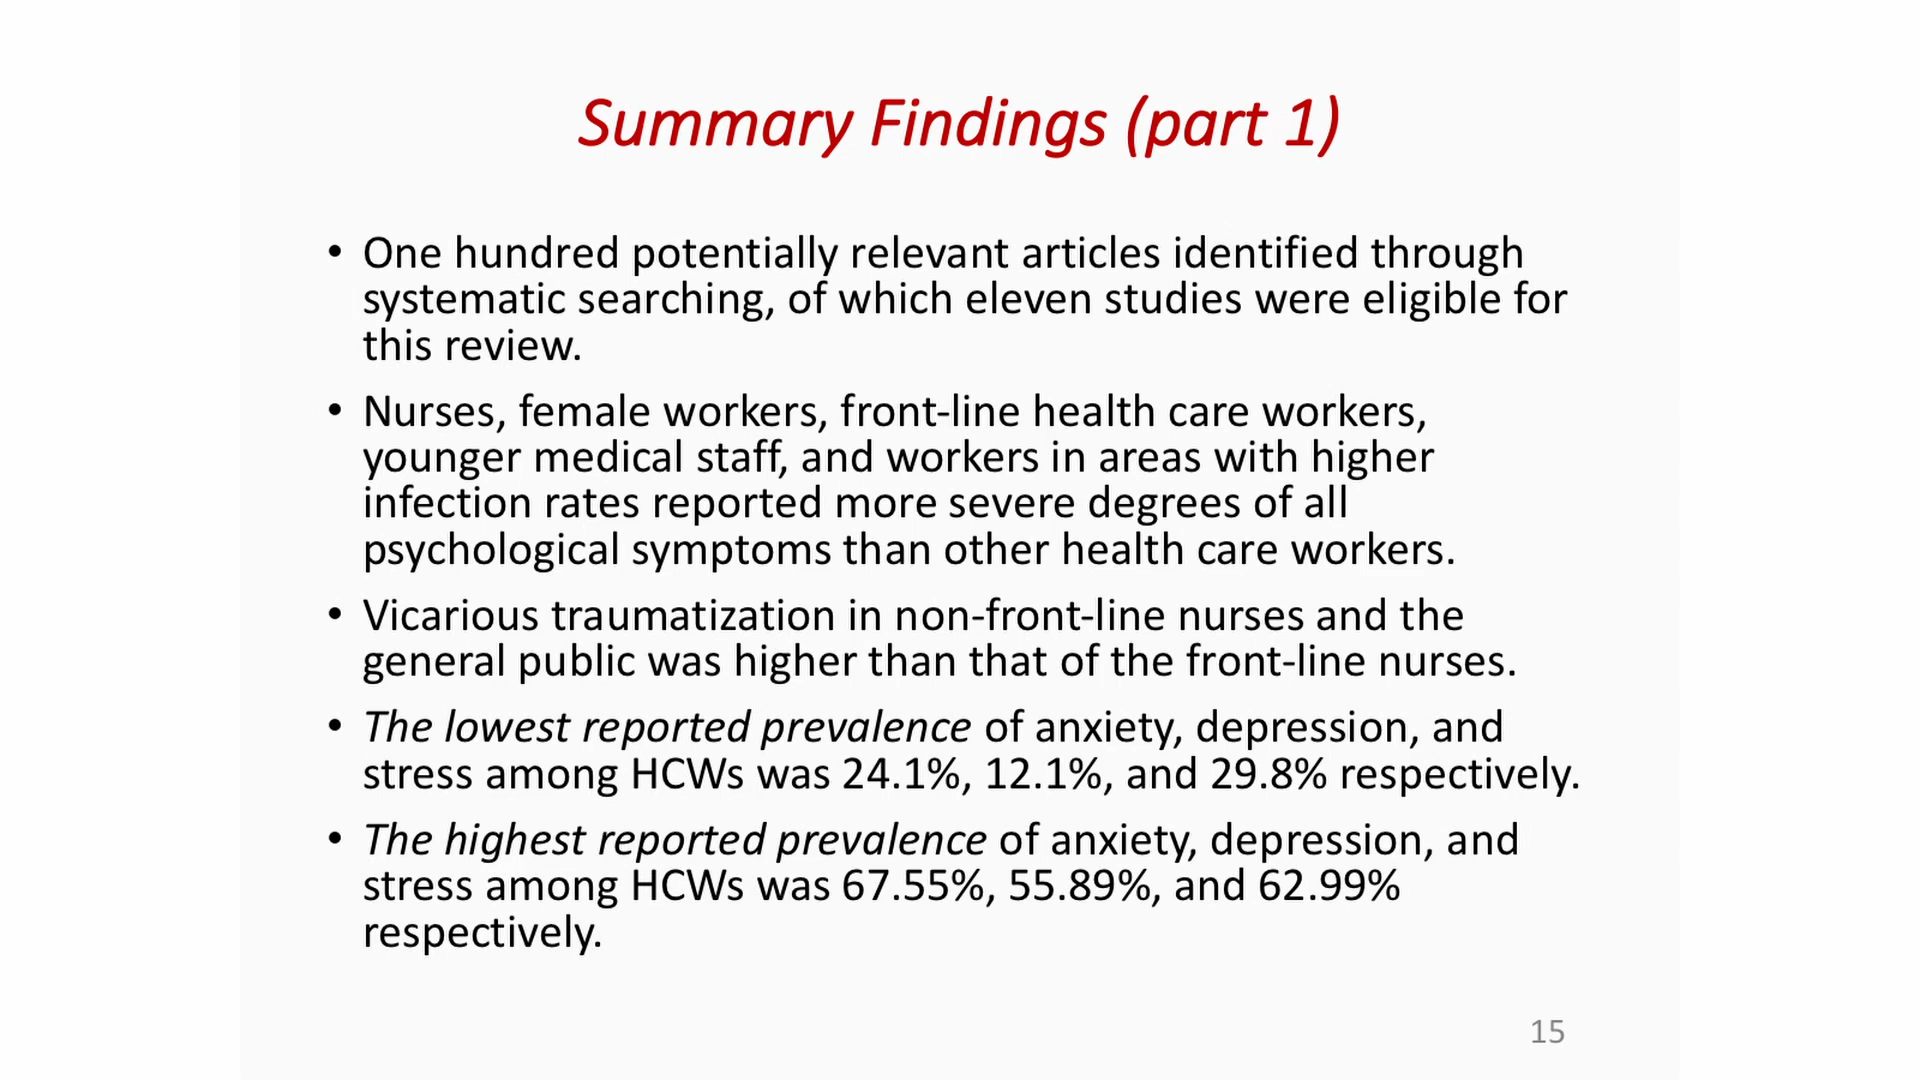 Summary Findings (part 1)
• One hundred potentially relevant articles identified through
systematic searching, of which eleven studies were eligible for
this review.
• Nurses, female workers, front-line health care workers,
younger medical staff, and workers in areas with higher
infection rates reported more severe degrees of all
psychological symptoms than other health care workers.
• Vicarious traumatization in non-front-line nurses and the
general public was higher than that of the front-line nurses.
• The lowest reported prevalence of anxiety, depression, and
stress among HCWs was 24.1%, 12.1%, and 29.8% respectively.
• The highest reported prevalence of anxiety, depression, and
stress among HCWs was 67.55%, 55.89%, and 62.99%
respectively.
15